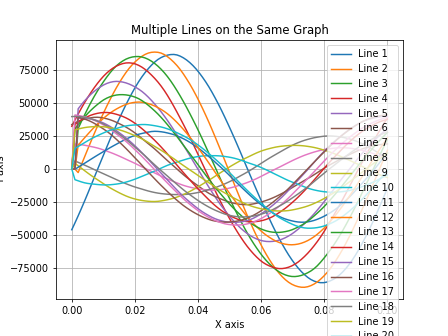 Multiple Lines on the Same Graph
75000
50000
25000
0
−25000
−50000
−75000
0.00
0.02
0.04
0.06
X axis
Line 1
Line 2
Line 3
Line 4
Line 5
Line 6
Line 7
Line 8
Line 9
Line 10
Line 11
Line 12
Line 13
Line 14
Line 15
Line 16
Line 17
Line 18
Line 19
Line 20